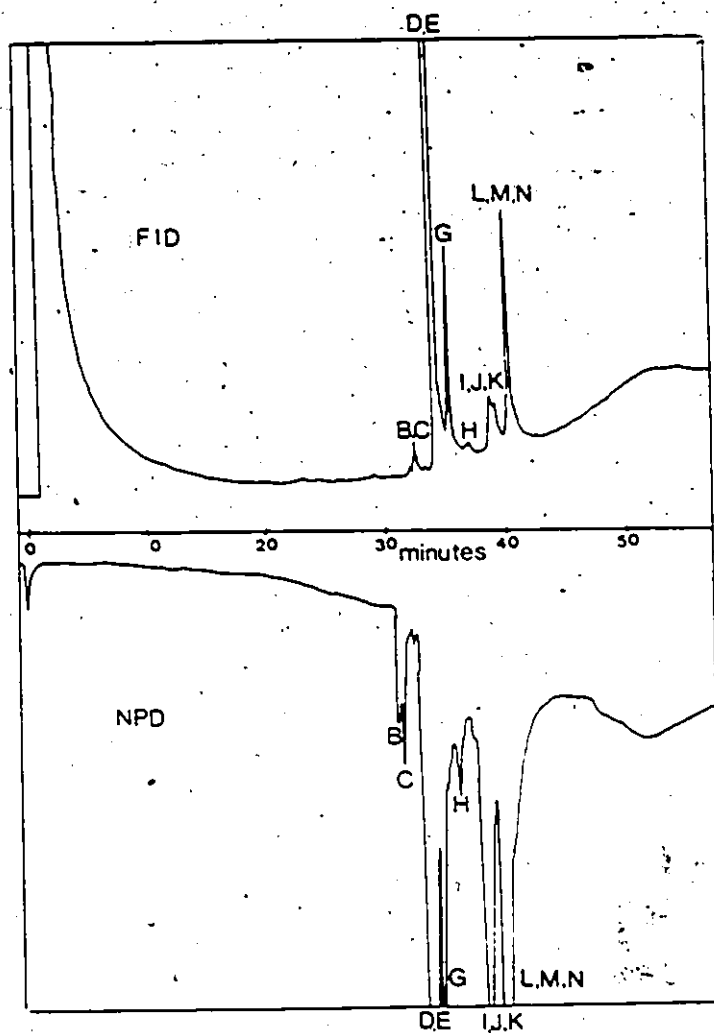 D,E
L,M,N
G
FID
I,J,K
B,C
H
0 0 20 30 40 50
minutes
NPD
B
C
H
G
L,M,N
D,E
I,J,K